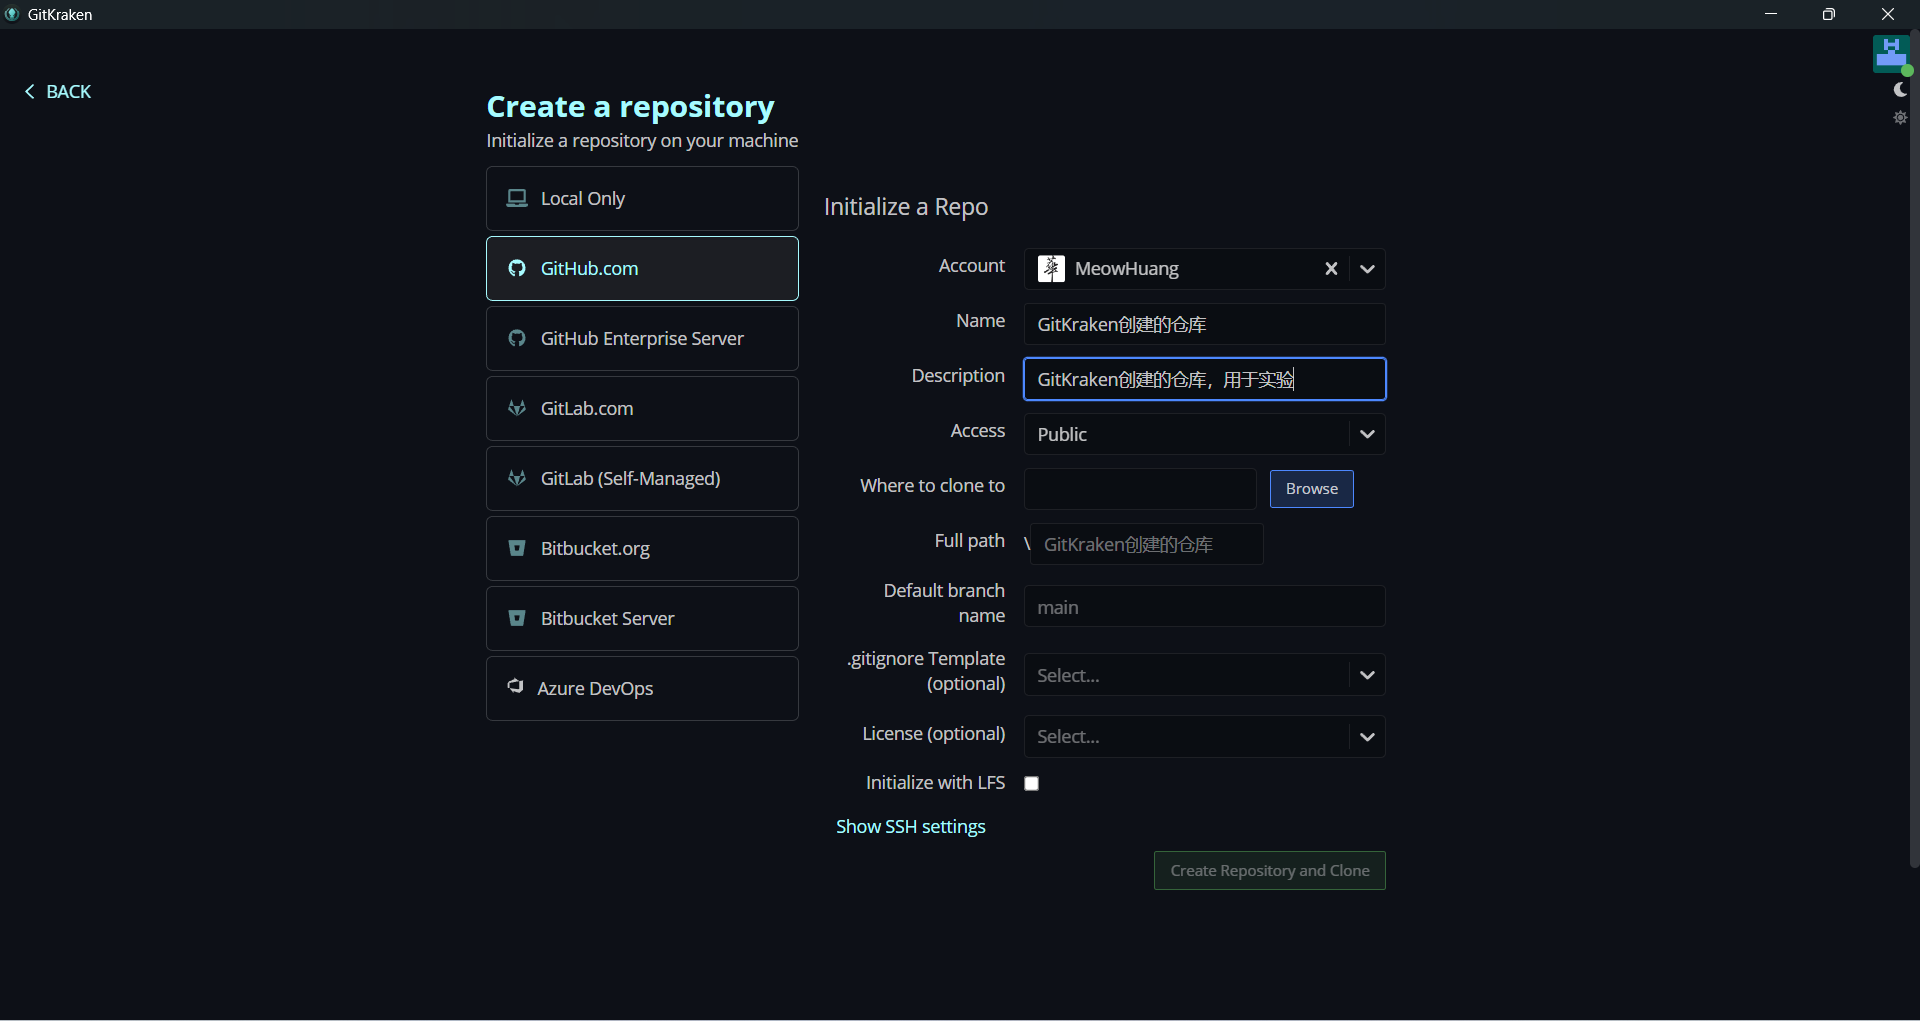 GitKraken
BACK
Create a repository
Initialize a repository on your machine
Local Only
GitHub.com
GitHub Enterprise Server
GitLab.com
GitLab (Self-Managed)
Bitbucket.org
Bitbucket Server
Azure DevOps
Initialize a Repo
Account
華 MeowHuang
Name
GitKraken创建的仓库
Description
GitKraken创建的仓库，用于实验
Access
Public
Where to clone to
Browse
Full path
\ GitKraken创建的仓库
Default branch
name
main
.gitignore Template
(optional)
Select...
License (optional)
Select...
Initialize with LFS
Show SSH settings
Create Repository and Clone